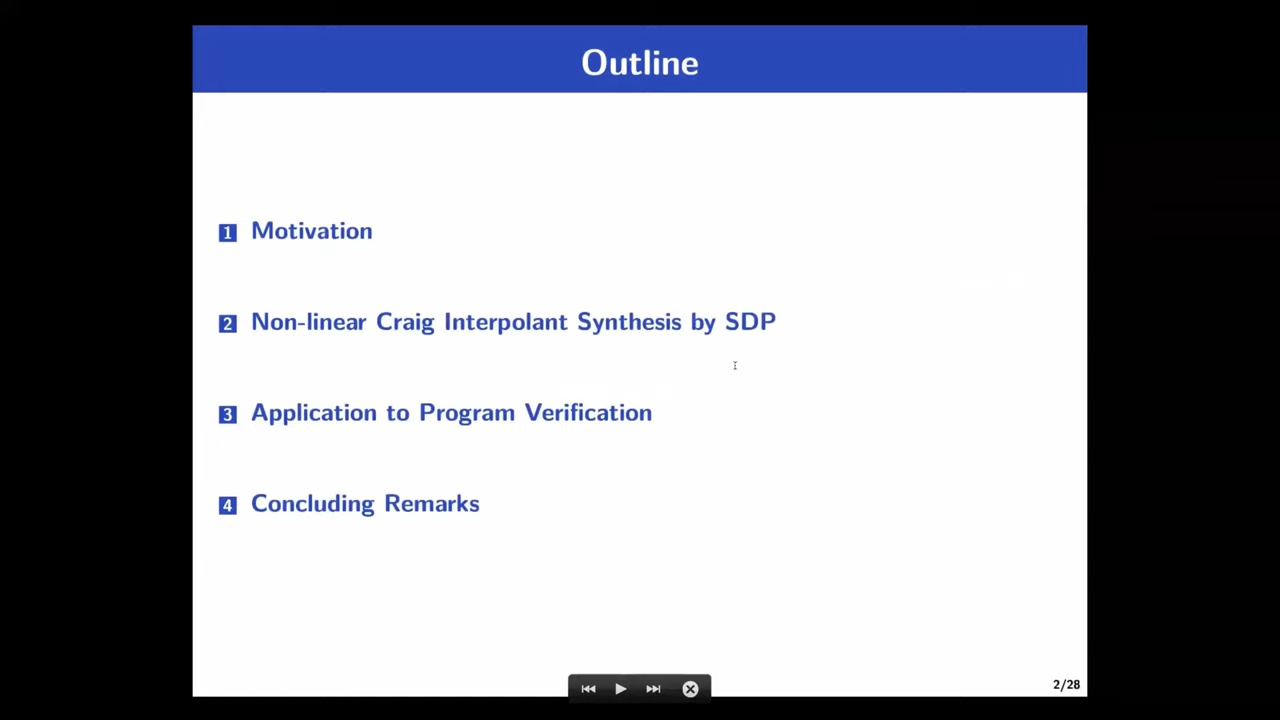 Outline
1 Motivation
2 Non-linear Craig Interpolant Synthesis by SDP
3 Application to Program Verification
4 Concluding Remarks
2/28